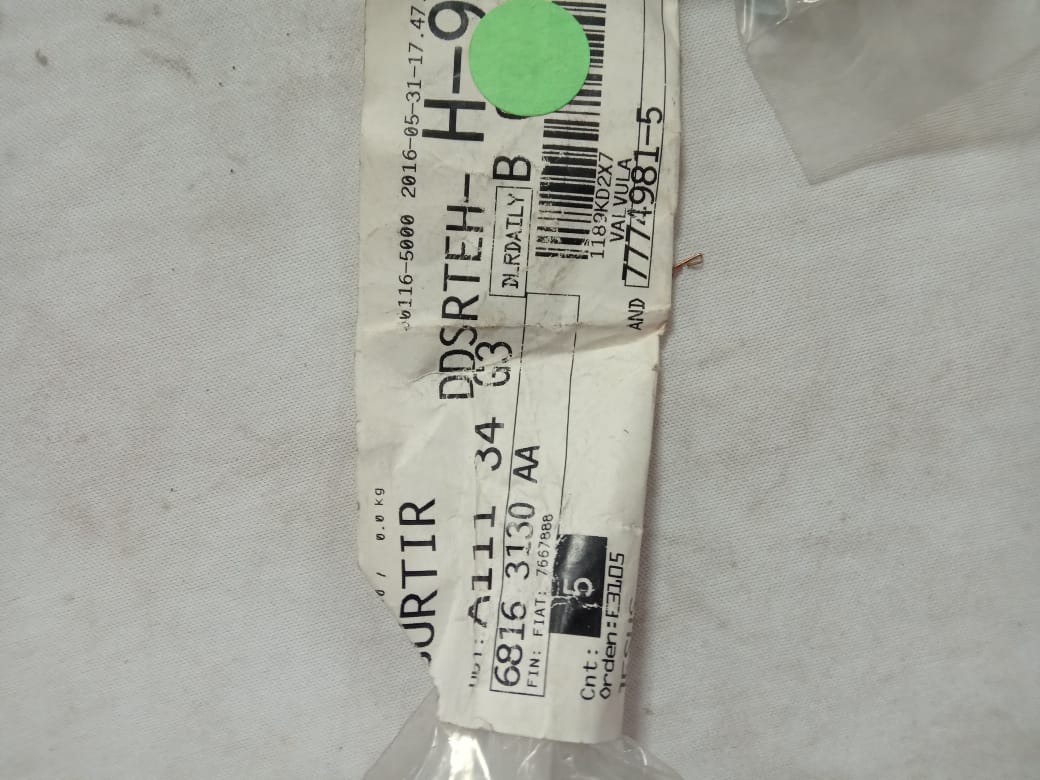 0116-5000 2016-05-31-17.47.
0.0 kg
URTIR DDSRTEH- H-9
A111 34 G3 DLRDAILY B
6816 3130 AA
FIN: FIAT: 7667888
1189KD2X7
VALVULA
Cnt: 5
Orden:E3105
AND 7774981-5